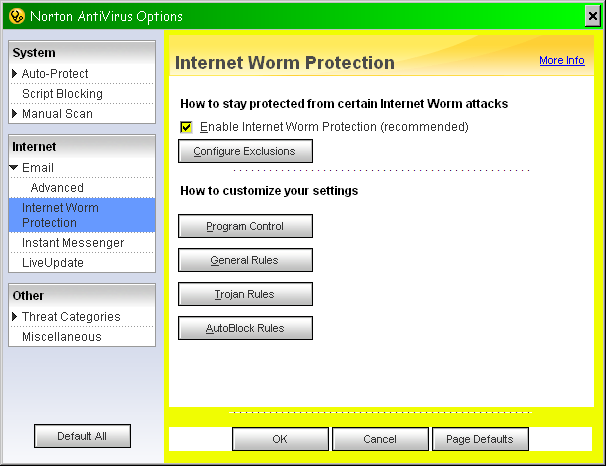 Norton AntiVirus Options
System
Auto-Protect
Script Blocking
Manual Scan
Internet
Email
Advanced
Internet Worm
Protection
Instant Messenger
LiveUpdate
Other
Threat Categories
Miscellaneous
Default All
Internet Worm Protection
More Info
How to stay protected from certain Internet Worm attacks
Enable Internet Worm Protection (recommended)
Configure Exclusions
How to customize your settings
Program Control
General Rules
Trojan Rules
AutoBlock Rules
OK
Cancel
Page Defaults